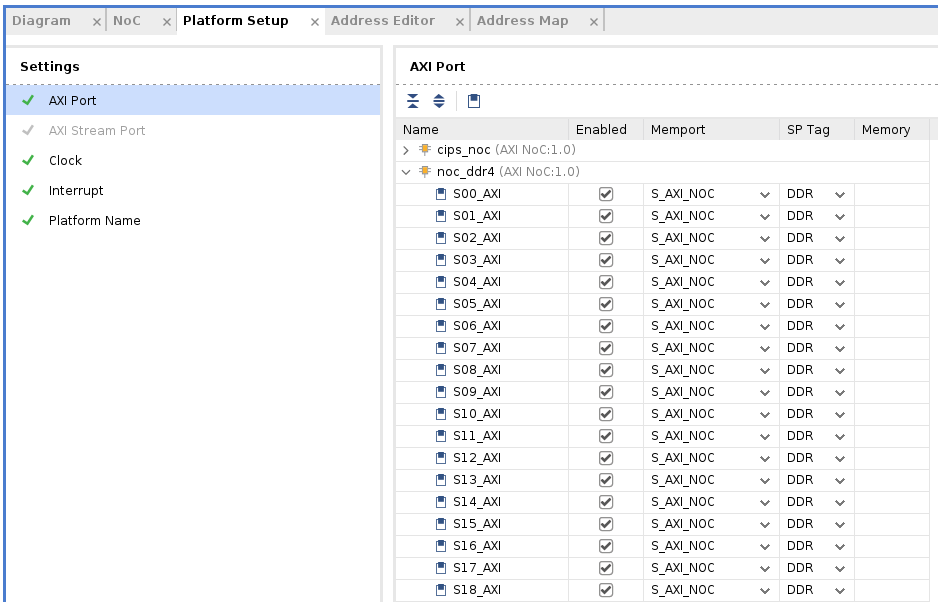 Diagram NoC Platform Setup Address Editor Address Map
Settings
AXI Port
AXI Stream Port
Clock
Interrupt
Platform Name
AXI Port
Name Enabled Memport SP Tag Memory
cips_noc (AXI NoC:1.0)
noc_ddr4 (AXI NoC:1.0)
S00_AXI S_AXI_NOC DDR
S01_AXI S_AXI_NOC DDR
S02_AXI S_AXI_NOC DDR
S03_AXI S_AXI_NOC DDR
S04_AXI S_AXI_NOC DDR
S05_AXI S_AXI_NOC DDR
S06_AXI S_AXI_NOC DDR
S07_AXI S_AXI_NOC DDR
S08_AXI S_AXI_NOC DDR
S09_AXI S_AXI_NOC DDR
S10_AXI S_AXI_NOC DDR
S11_AXI S_AXI_NOC DDR
S12_AXI S_AXI_NOC DDR
S13_AXI S_AXI_NOC DDR
S14_AXI S_AXI_NOC DDR
S15_AXI S_AXI_NOC DDR
S16_AXI S_AXI_NOC DDR
S17_AXI S_AXI_NOC DDR
S18_AXI S_AXI_NOC DDR